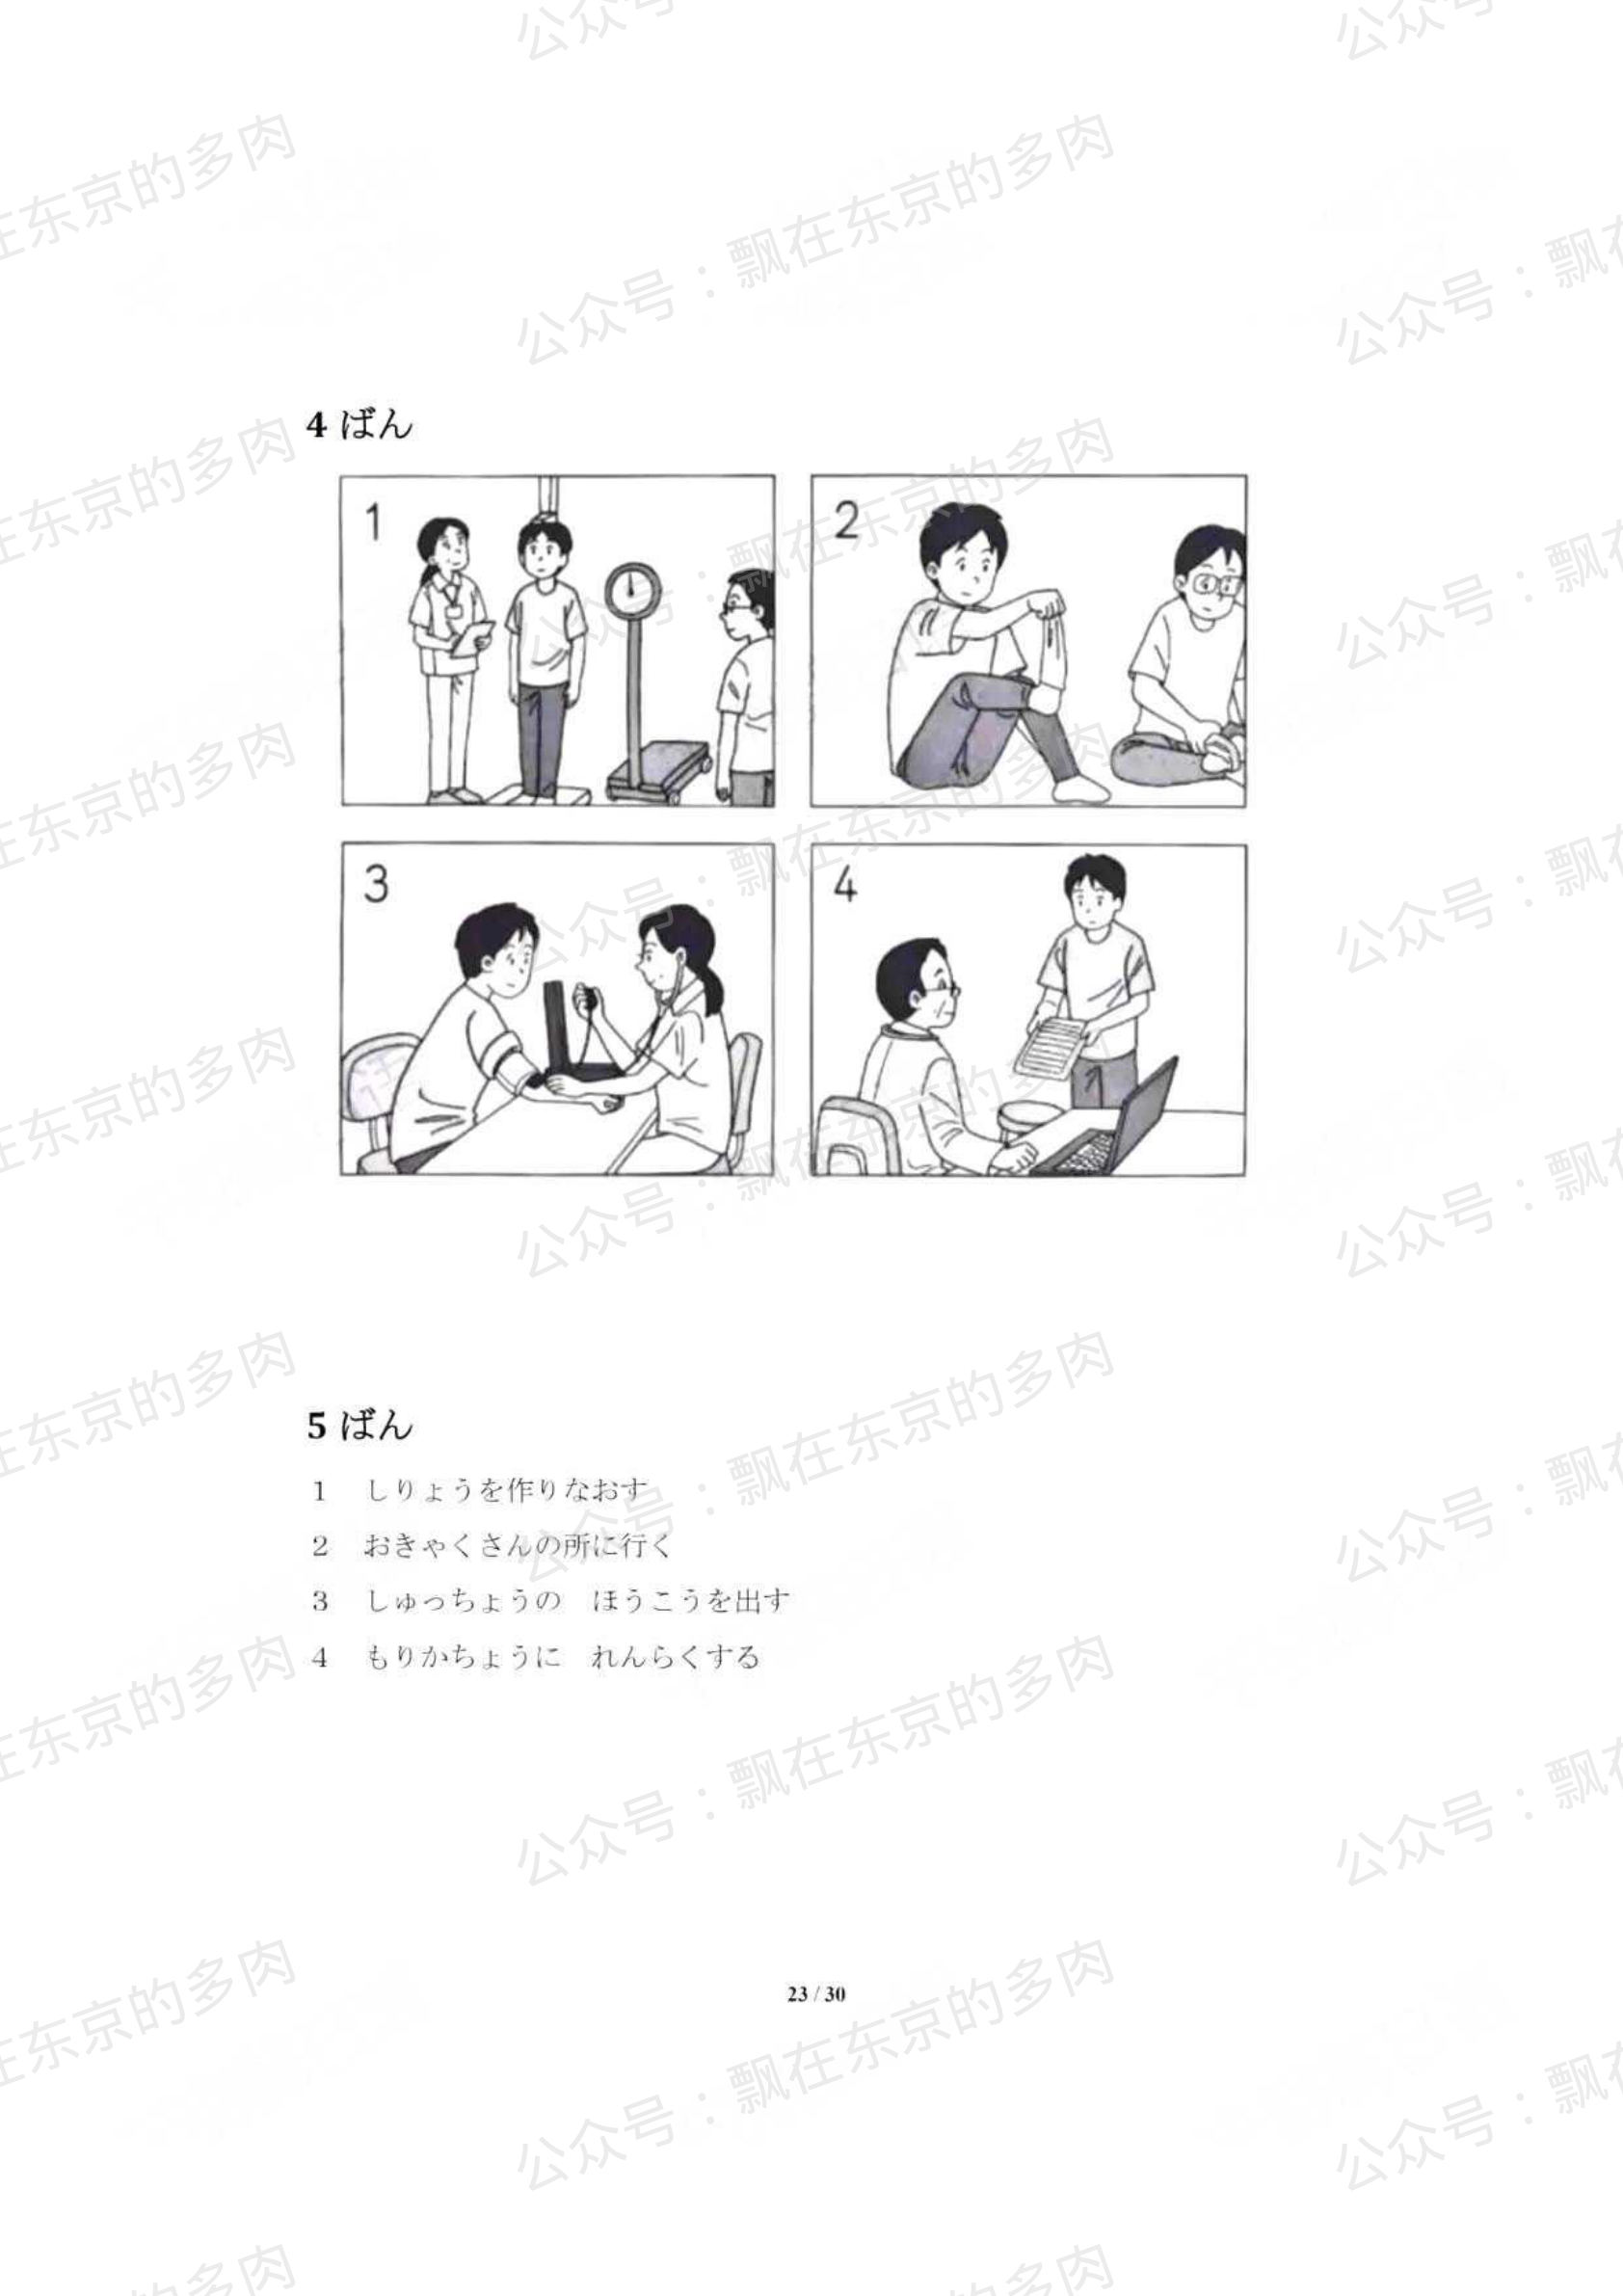 4 ばん
1
2
3
4
5 ばん
1 しりょうを作りなおす
2 おきゃくさんの所に行く
3 しゅっちょうの ほうこうを出す
4 もりかちょうに れんらくする
23 / 30
公众号：飘在东京的多肉